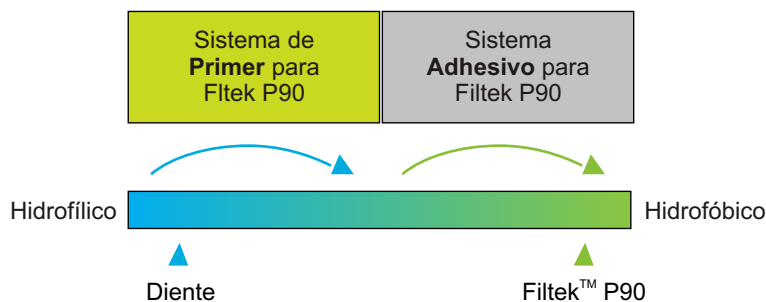 Sistema de
Primer para
Fltek P90
Sistema
Adhesivo para
Filtek P90
Hidrofílico
Hidrofóbico
Diente
Filtek™ P90